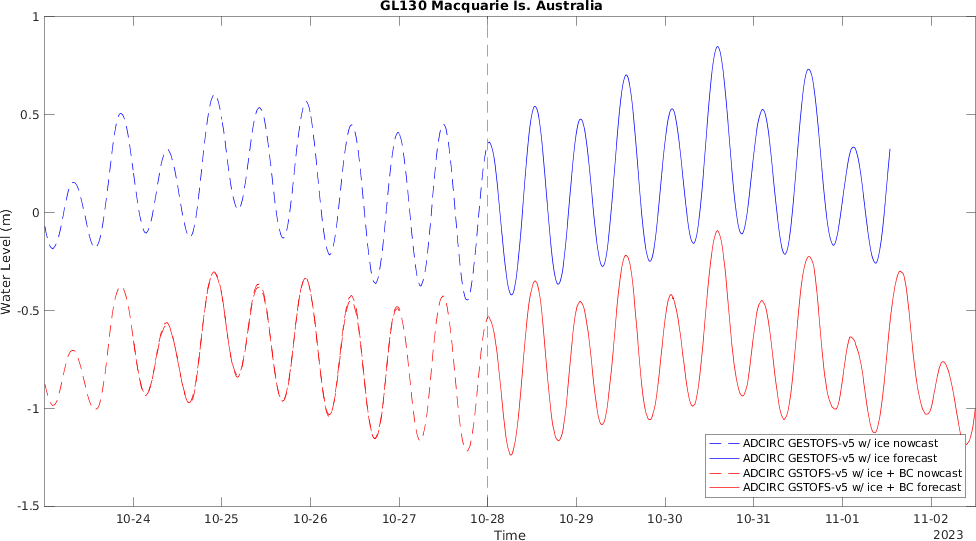 GL130 Macquarie Is. Australia
1
0.5
0
-0.5
-1
-1.5
Water Level (m)
10-24 10-25 10-26 10-27 10-28 10-29 10-30 10-31 11-01 11-02
Time
2023
ADCIRC GESTOFS-v5 w/ ice nowcast
ADCIRC GESTOFS-v5 w/ ice forecast
ADCIRC GSTOFS-v5 w/ ice + BC nowcast
ADCIRC GSTOFS-v5 w/ ice + BC forecast